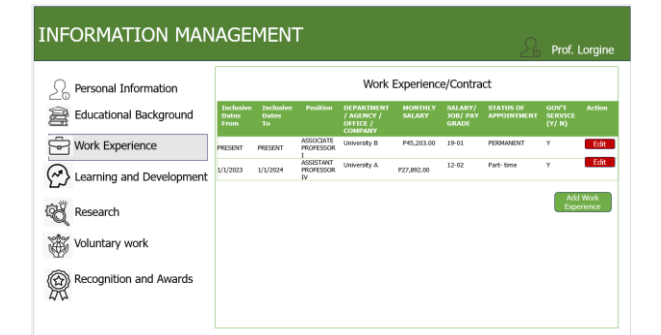 INFORMATION MANAGEMENT
Prof. Lorgine
Personal Information
Educational Background
Work Experience
Learning and Development
Research
Voluntary work
Recognition and Awards
Work Experience/Contract
Inclusive Dates From
Inclusive Dates To
Position
DEPARTMENT / AGENCY / OFFICE / COMPANY
MONTHLY SALARY
SALARY/ JOB/ PAY GRADE
STATUS OF APPOINTMENT
GOV'T SERVICE (Y/ N)
Action
PRESENT PRESENT ASSOCIATE PROFESSOR I University B P45,203.00 19-01 PERMANENT Y Edit
1/1/2023 1/1/2024 ASSISTANT PROFESSOR IV University A P27,892.00 12-02 Part- time Y Edit
Add Work
Experience